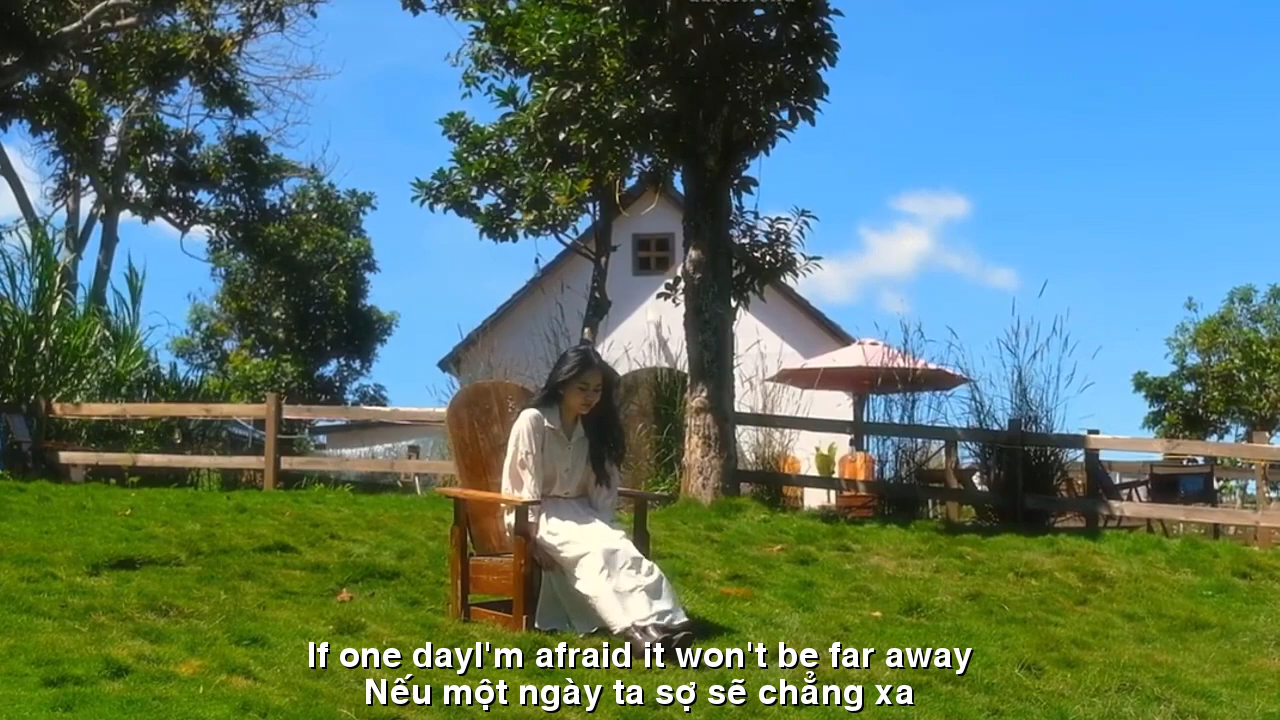 If one dayI'm afraid it won't be far away
Nếu một ngày ta sợ sẽ chẳng xa